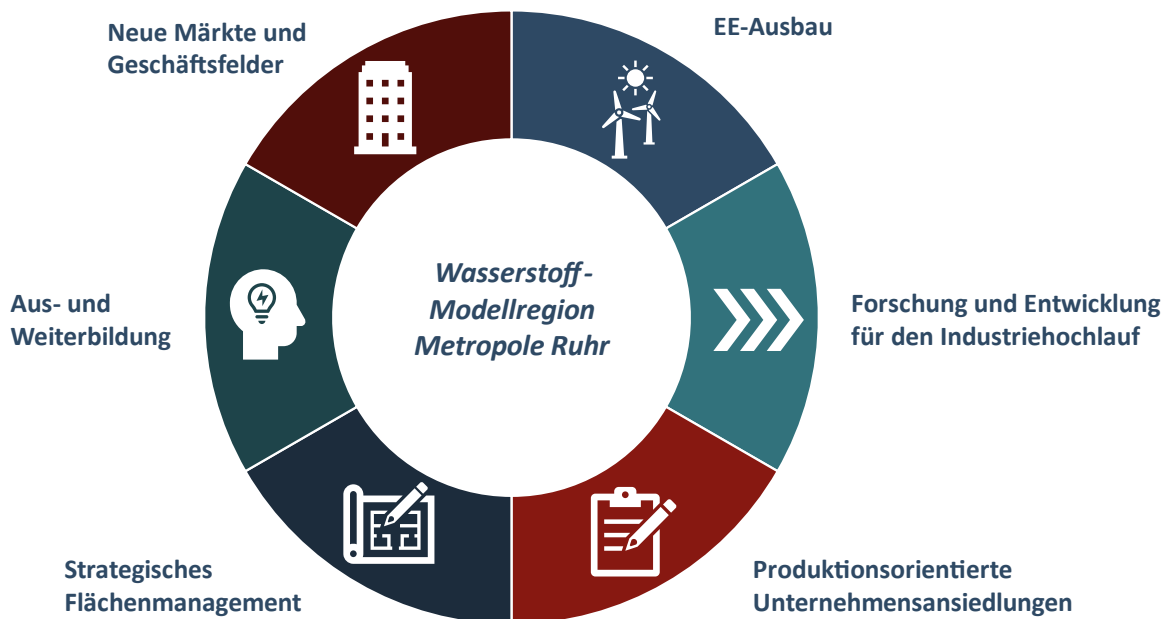 Neue Märkte und
Geschäftsfelder
EE-Ausbau
Aus- und
Weiterbildung
Wasserstoff-
Modellregion
Metropole Ruhr
Forschung und Entwicklung
für den Industriehochlauf
Strategisches
Flächenmanagement
Produktionsorientierte
Unternehmensansiedlungen